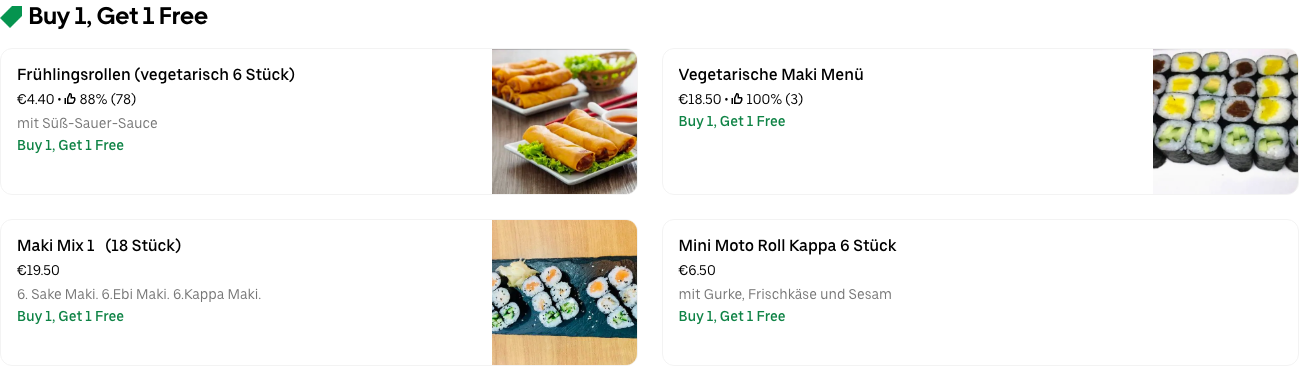 Buy 1, Get 1 Free
Frühlingsrollen (vegetarisch 6 Stück)
€4.40 • 88% (78)
mit Süß-Sauer-Sauce
Buy 1, Get 1 Free
Vegetarische Maki Menü
€18.50 • 100% (3)
Buy 1, Get 1 Free
Maki Mix 1 (18 Stück)
€19.50
6. Sake Maki. 6.Ebi Maki. 6.Kappa Maki.
Buy 1, Get 1 Free
Mini Moto Roll Kappa 6 Stück
€6.50
mit Gurke, Frischkäse und Sesam
Buy 1, Get 1 Free